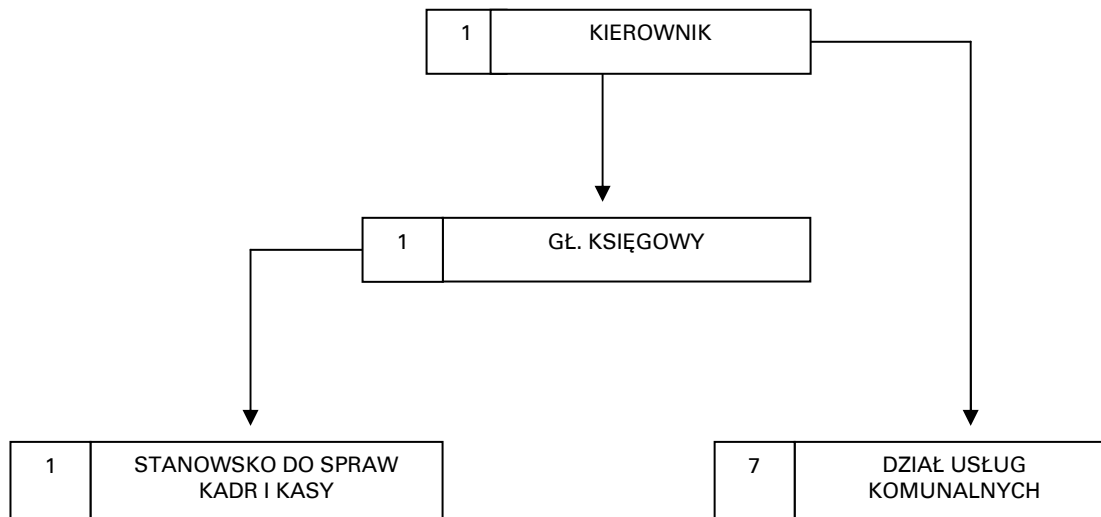 1 KIEROWNIK
1 GŁ. KSIĘGOWY
1 STANOWSKO DO SPRAW
KADR I KASY
7 DZIAŁ USŁUG
KOMUNALNYCH